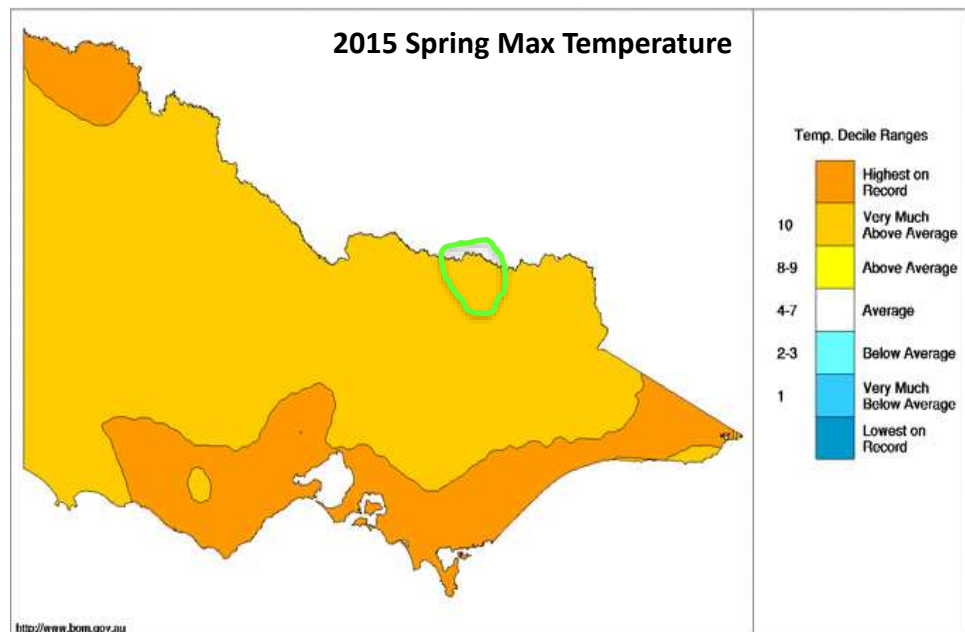 2015 Spring Max Temperature
Temp. Decile Ranges
Highest on
Record
10 Very Much
Above Average
8-9 Above Average
4-7 Average
2-3 Below Average
1 Very Much
Below Average
Lowest on
Record
http://www.bom.gov.au